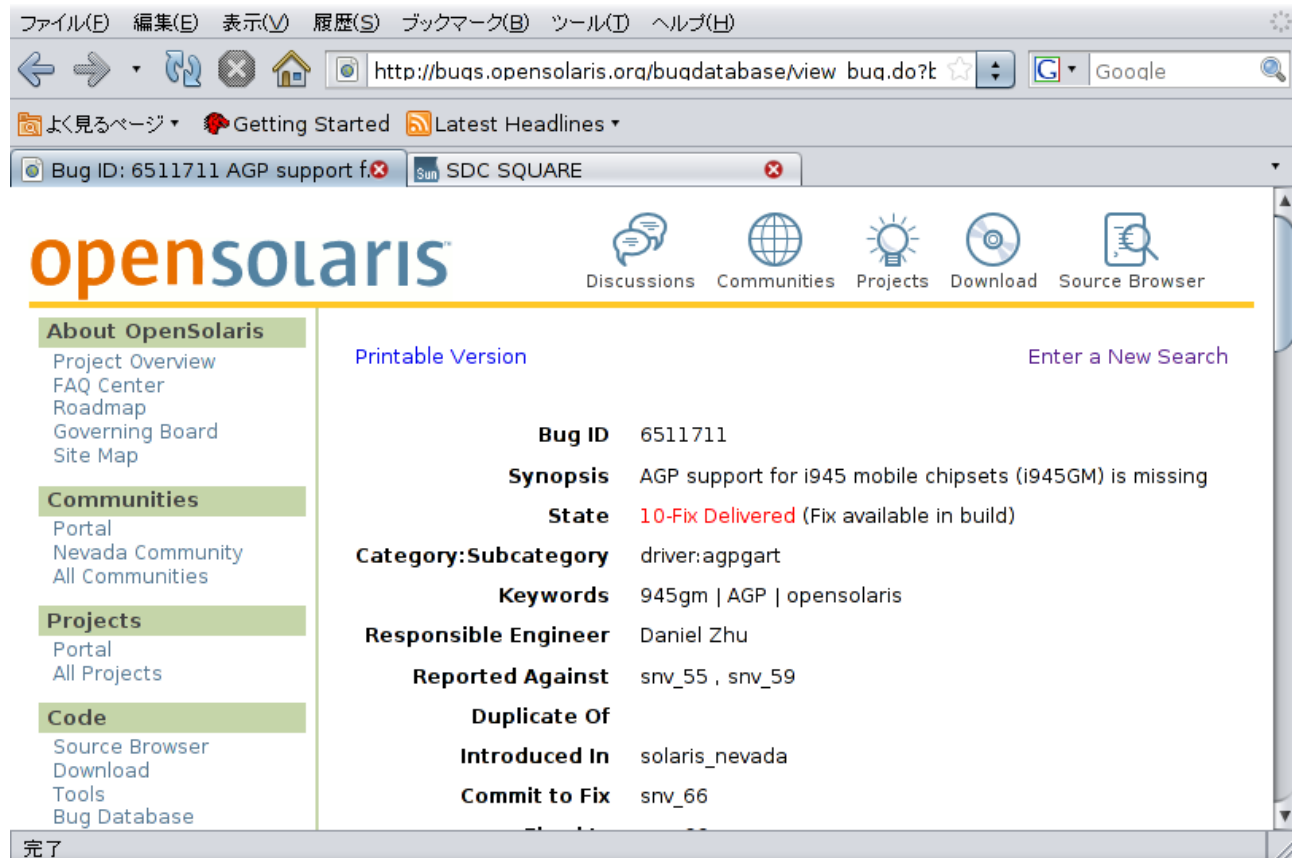 ファイル(F) 編集(E) 表示(V) 履歴(S) ブックマーク(B) ツール(T) ヘルプ(H)
http://bugs.opensolaris.org/bugdatabase/view_bug.do?b
Google
よく見るページ Getting Started Latest Headlines
Bug ID: 6511711 AGP support f. Sun SDC SQUARE
opensolaris
Discussions Communities Projects Download Source Browser
About OpenSolaris
Project Overview
FAQ Center
Roadmap
Governing Board
Site Map
Communities
Portal
Nevada Community
All Communities
Projects
Portal
All Projects
Code
Source Browser
Download
Tools
Bug Database
Printable Version
Enter a New Search
Bug ID 6511711
Synopsis AGP support for i945 mobile chipsets (i945GM) is missing
State 10-Fix Delivered (Fix available in build)
Category:Subcategory driver:agpgart
Keywords 945gm | AGP | opensolaris
Responsible Engineer Daniel Zhu
Reported Against snv_55 , snv_59
Duplicate Of
Introduced In solaris_nevada
Commit to Fix snv_66
完了